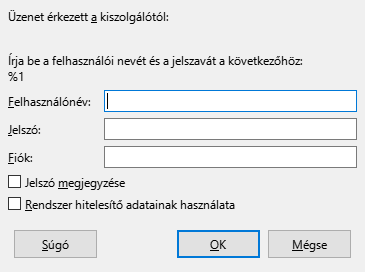 Üzenet érkezett a kiszolgálótól:
Írja be a felhasználói nevét és a jelszavát a következőhöz:
%1
Felhasználónév:
Jelszó:
Fiók:
Jelszó megjegyzése
Rendszer hitelesítő adatainak használata
Súgó OK Mégse